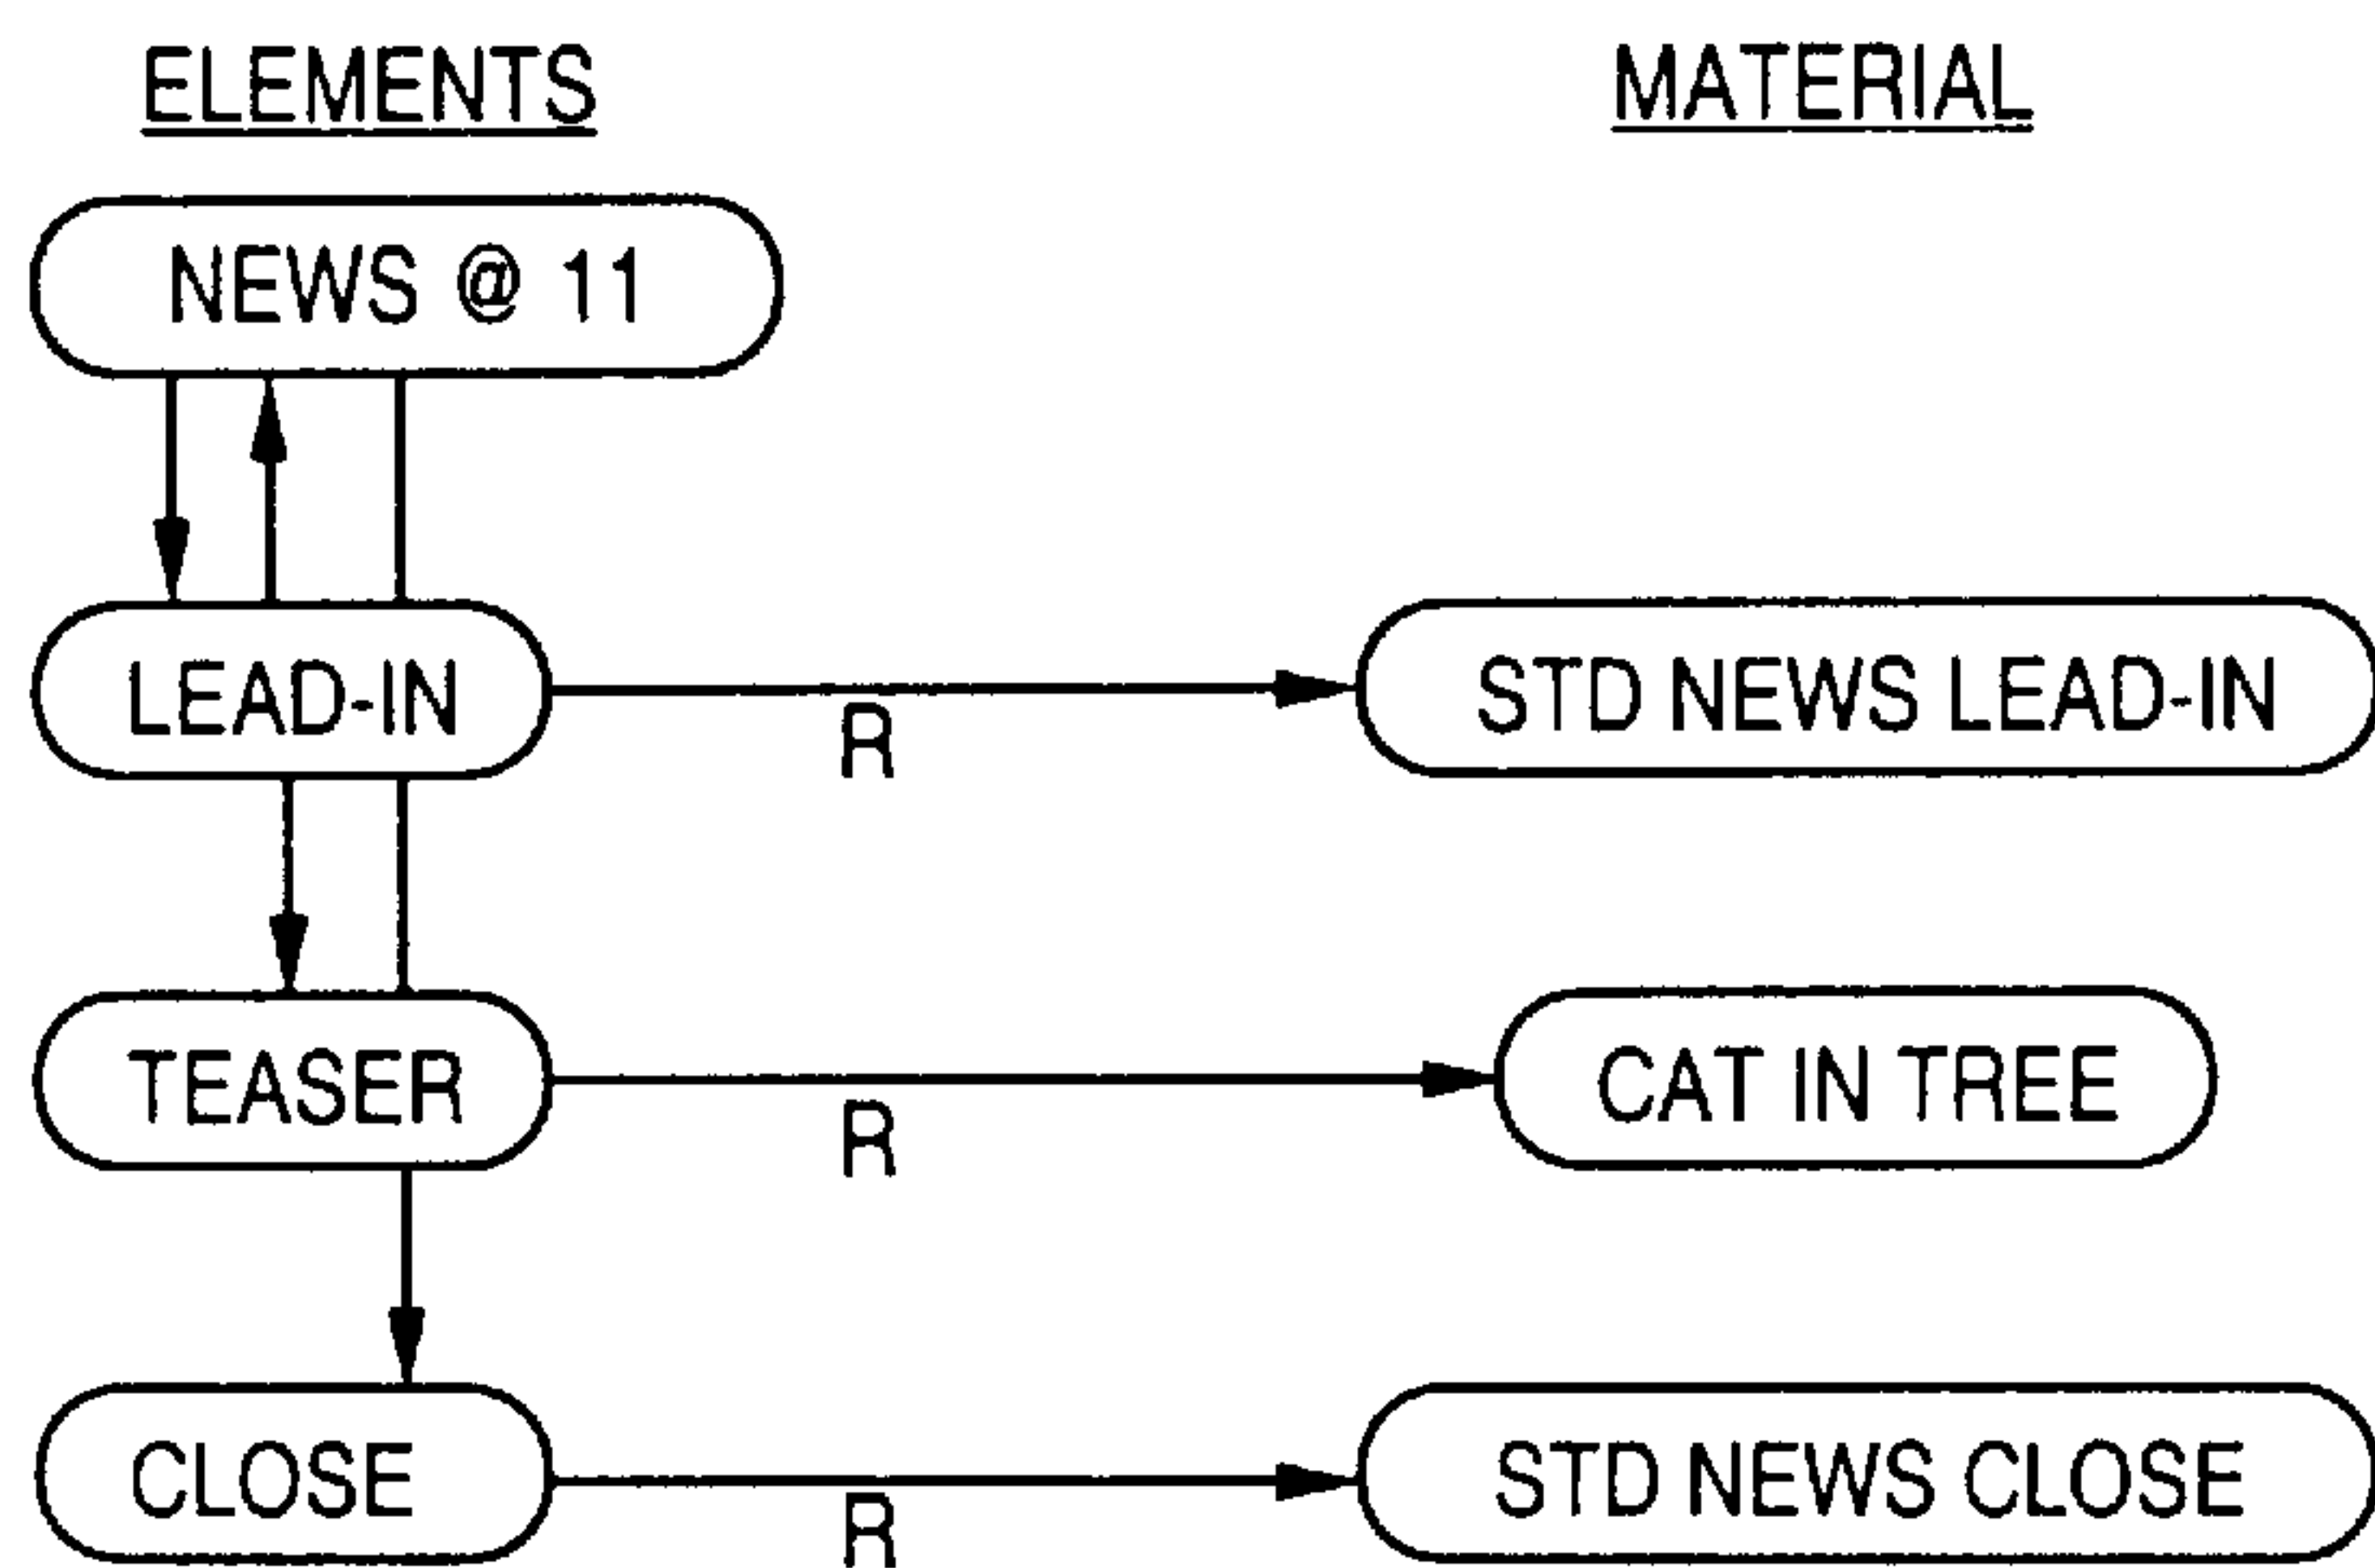 ELEMENTS MATERIAL
NEWS @ 11
LEAD-IN R STD NEWS LEAD-IN
TEASER R CAT IN TREE
CLOSE R STD NEWS CLOSE